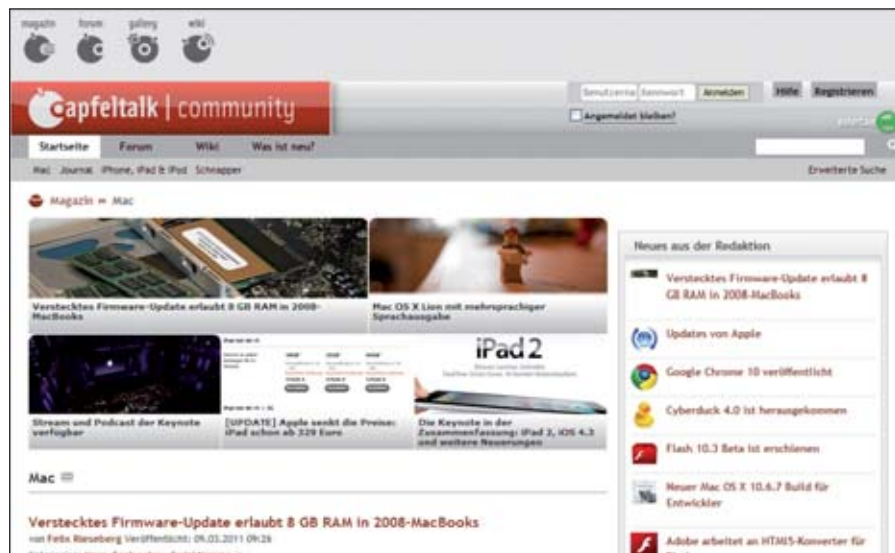 magazin forum gallery wiki
apfeltalk | community
Benutzername Kennwort Anmelden Hilfe Registrieren
Angemeldet bleiben?
Startseite Forum Wiki Was ist neu?
Mac Journal iPhone, iPad & iPod Schnapper Erweiterte Suche
Magazin Mac
Verstecktes Firmware-Update erlaubt 8 GB RAM in 2008-
MacBooks
Mac OS X Lion mit mehrsprachiger
Sprachausgabe
iPad 2
Stream und Podcast der Keynote
verfügbar
[UPDATE] Apple senkt die Preise:
iPad schon ab 329 Euro
Die Keynote in der
Zusammenfassung: iPad 2, iOS 4.3
und weitere Neuerungen
Mac
Verstecktes Firmware-Update erlaubt 8 GB RAM in 2008-MacBooks
von Felix Rieseberg Veröffentlicht: 09.03.2011 09:26
Neues aus der Redaktion
Verstecktes Firmware-Update erlaubt 8
GB RAM in 2008-MacBooks
Updates von Apple
Google Chrome 10 veröffentlicht
Cyberduck 4.0 ist herausgekommen
Flash 10.3 Beta ist erschienen
Neuer Mac OS X 10.6.7 Build für
Entwickler
Adobe arbeitet an HTML5-Konverter für